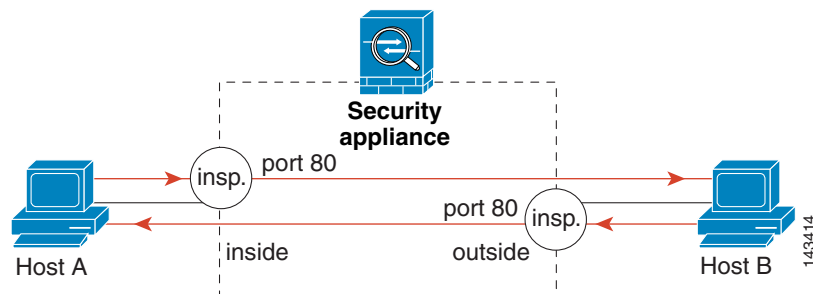 Security
appliance
insp.
port 80
port 80
insp.
inside
outside
Host A
Host B
143414